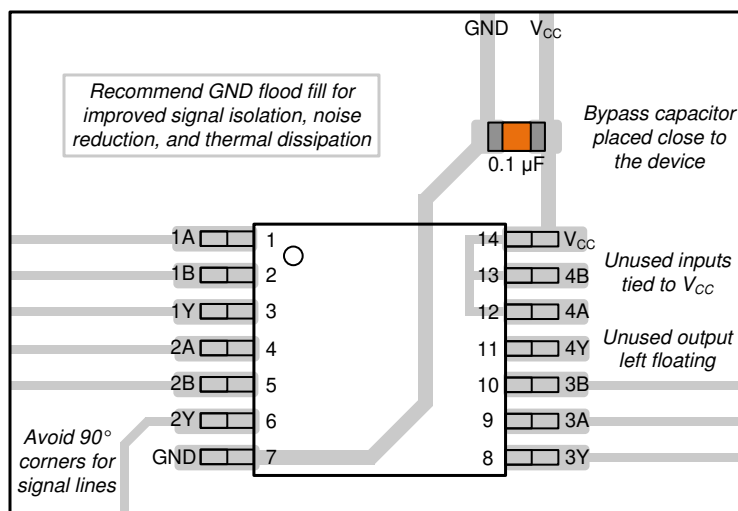 GND V_CC
Recommend GND flood fill for
improved signal isolation, noise
reduction, and thermal dissipation
Bypass capacitor
placed close to
the device
0.1 µF
1A 1 14 V_CC
1B 2 13 4B
Unused inputs
tied to V_CC
1Y 3 12 4A
2A 4 11 4Y
Unused output
left floating
2B 5 10 3B
2Y 6 9 3A
GND 7 8 3Y
Avoid 90°
corners for
signal lines